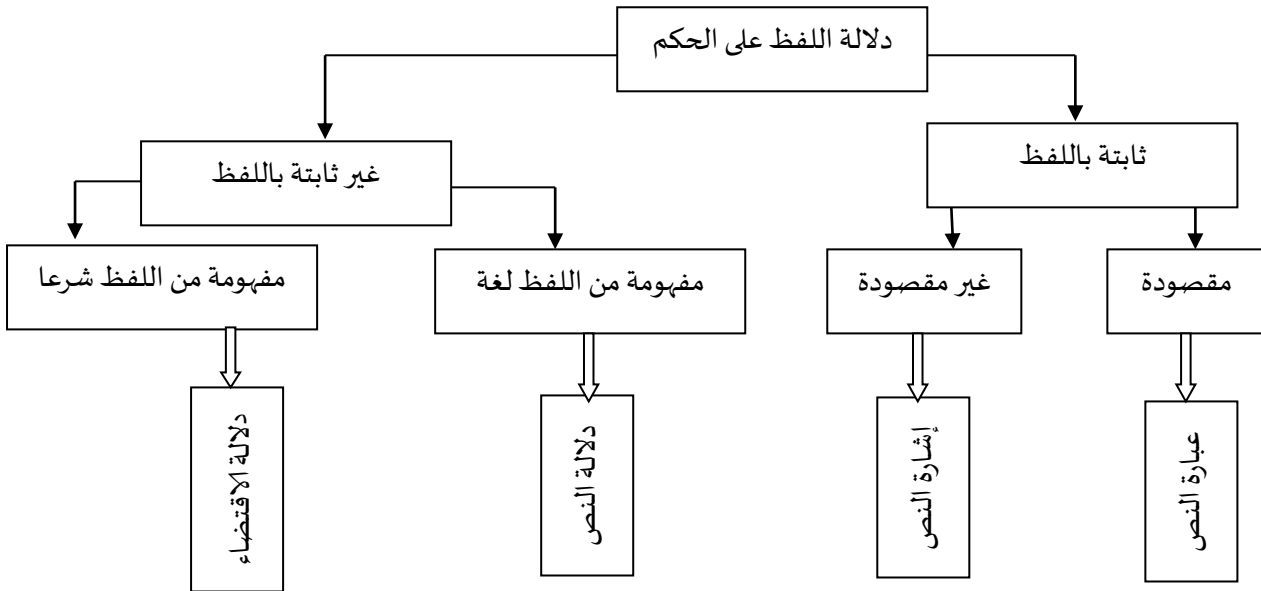 دلالة اللفظ على الحكم
ثابتة باللفظ
غير ثابتة باللفظ
مقصودة
غير مقصودة
مفهومة من اللفظ لغة
مفهومة من اللفظ شرعا
عبارة النص
إشارة النص
دلالة النص
دلالة الاقتضاء